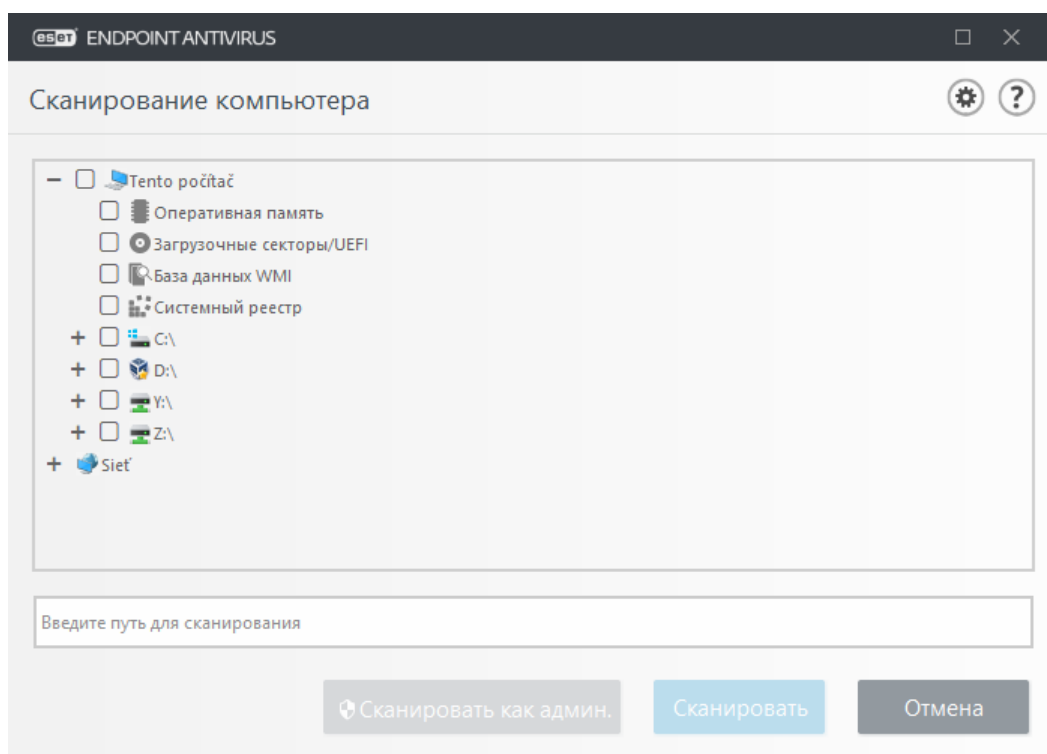 eset ENDPOINT ANTIVIRUS
Сканирование компьютера
Tento počítač
Оперативная память
Загрузочные секторы/UEFI
База данных WMI
Системный реестр
C:\
D:\
Y:\
Z:\
Sieť
Введите путь для сканирования
Сканировать как админ. Сканировать Отмена